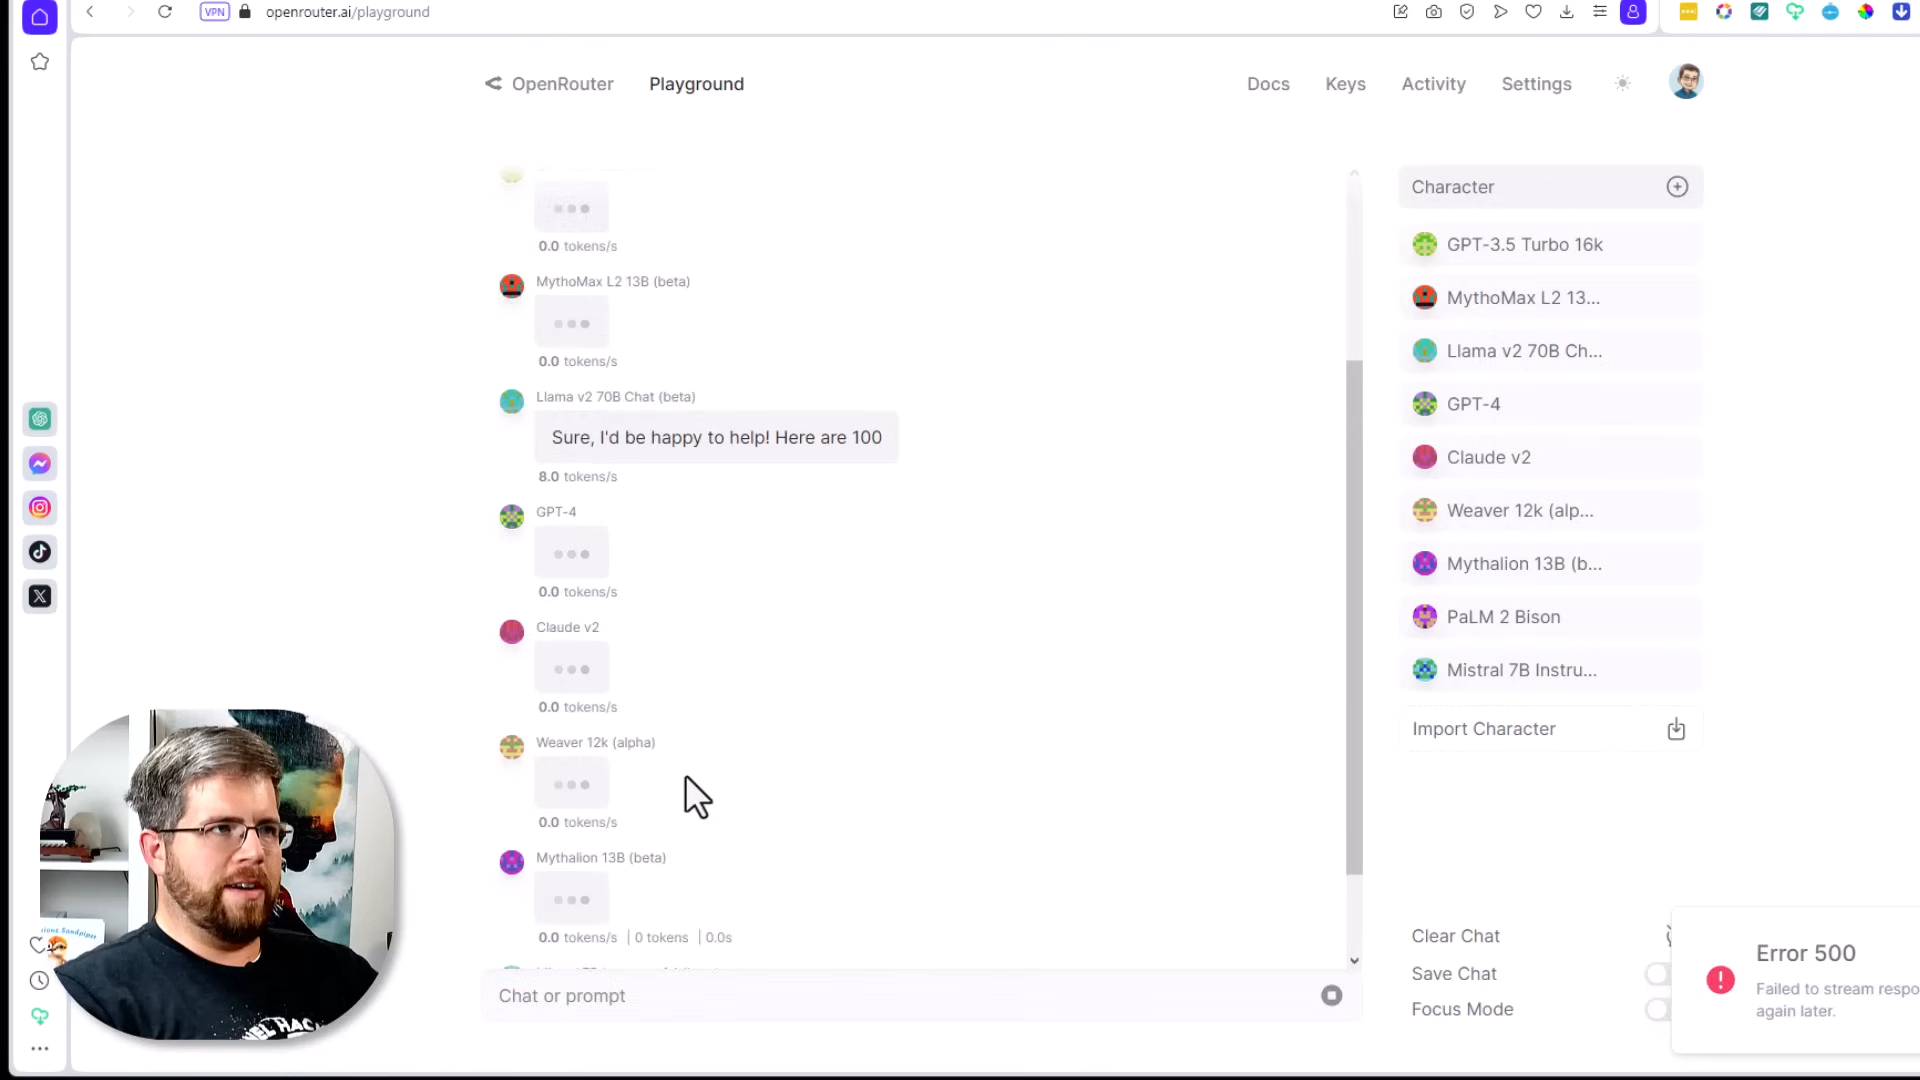 VPN
openrouter.ai/playground
OpenRouter
Playground
Docs
Keys
Activity
Settings
0.0 tokens/s
MythoMax L2 13B (beta)
0.0 tokens/s
Llama v2 70B Chat (beta)
Sure, I'd be happy to help! Here are 100
8.0 tokens/s
GPT-4
0.0 tokens/s
Claude v2
0.0 tokens/s
Weaver 12k (alpha)
0.0 tokens/s
Mythalion 13B (beta)
0.0 tokens/s | 0 tokens | 0.0s
Chat or prompt
Character
GPT-3.5 Turbo 16k
MythoMax L2 13...
Llama v2 70B Ch...
GPT-4
Claude v2
Weaver 12k (alp...
Mythalion 13B (b...
PaLM 2 Bison
Mistral 7B Instru...
Import Character
Clear Chat
Save Chat
Focus Mode
Error 500
Failed to stream respo
again later.
Sandpiper